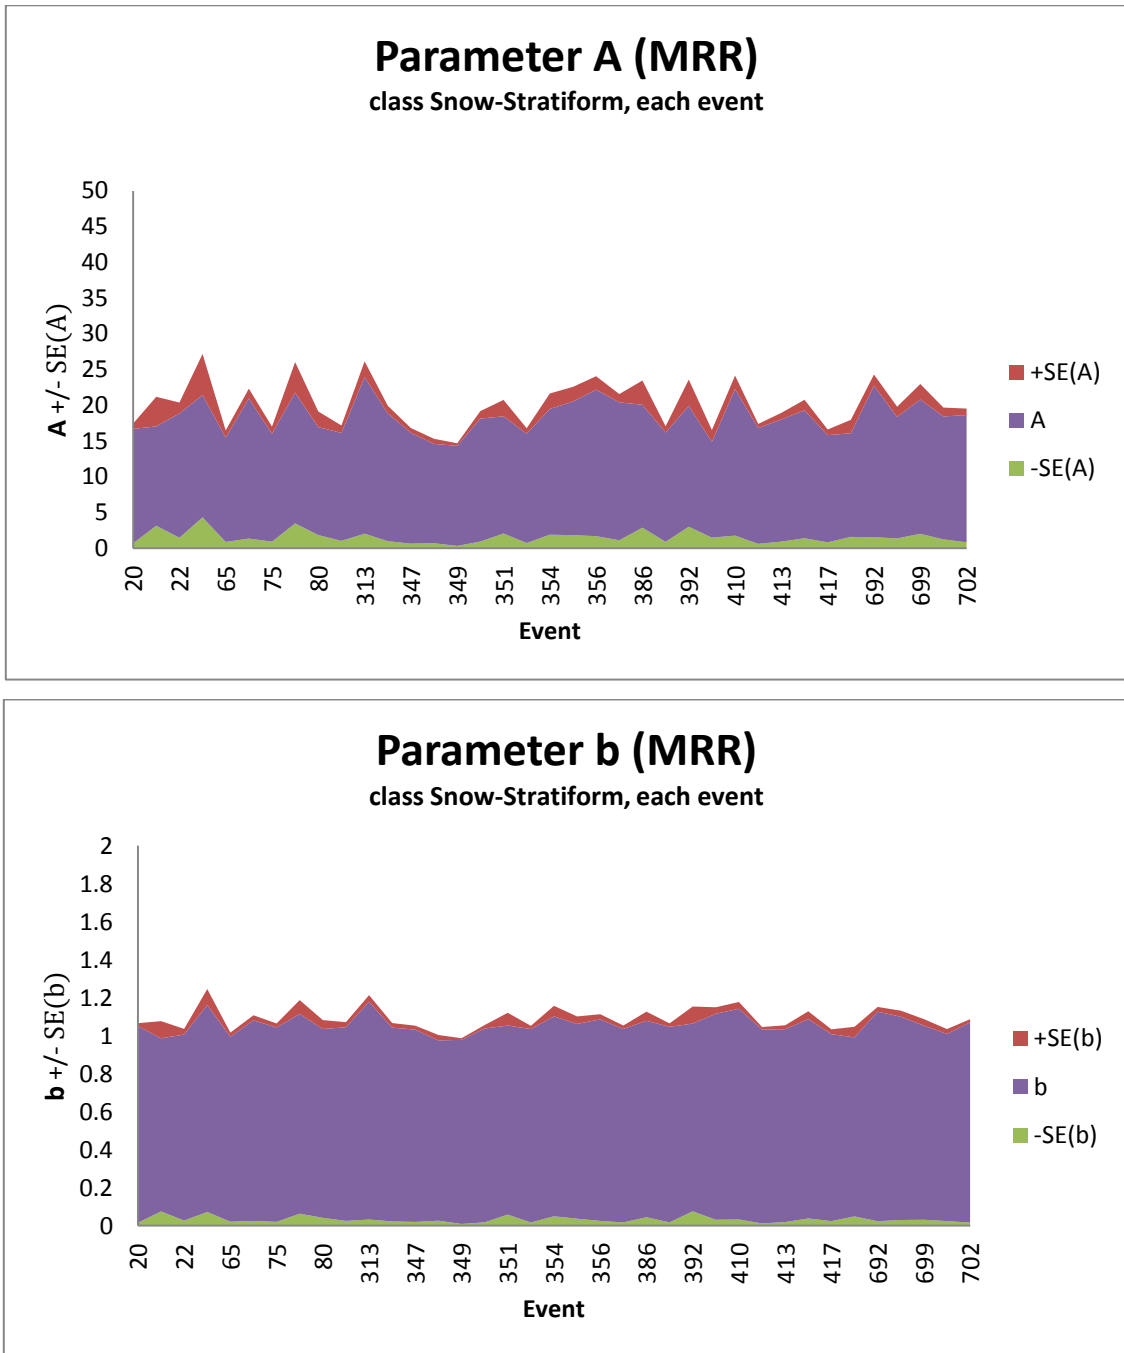 Parameter A (MRR)
class Snow-Stratiform, each event
50
45
40
35
30
25
20
15
10
5
0
A +/- SE(A)
20 22 65 75 80 313 347 349 351 354 356 386 392 410 413 417 692 699 702
Event
+SE(A)
A
-SE(A)
Parameter b (MRR)
class Snow-Stratiform, each event
2
1.8
1.6
1.4
1.2
1
0.8
0.6
0.4
0.2
0
b +/- SE(b)
20 22 65 75 80 313 347 349 351 354 356 386 392 410 413 417 692 699 702
Event
+SE(b)
b
-SE(b)